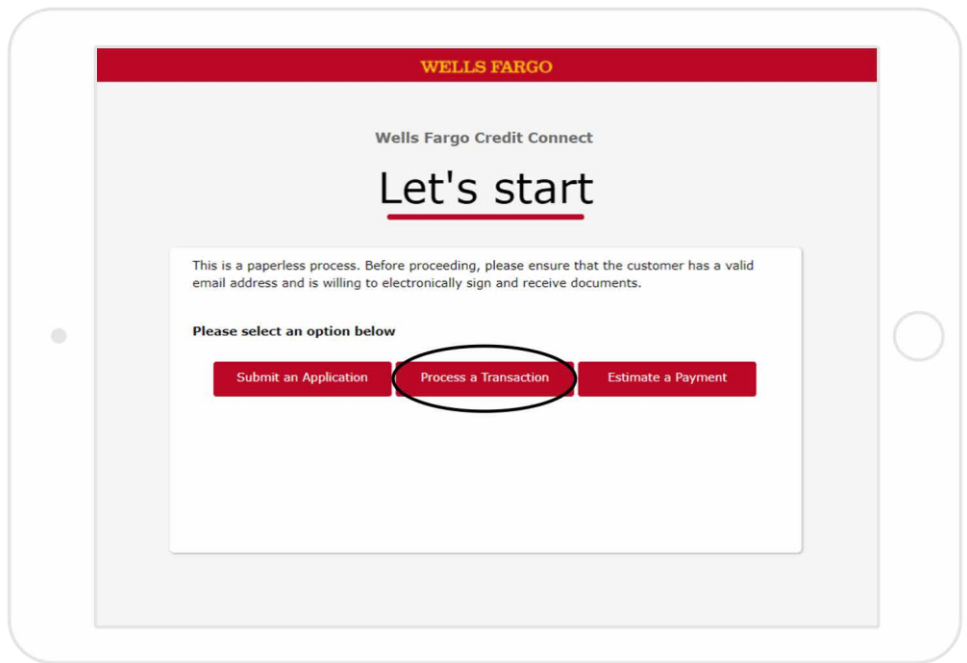 WELLS FARGO
Wells Fargo Credit Connect
Let's start
This is a paperless process. Before proceeding, please ensure that the customer has a valid
email address and is willing to electronically sign and receive documents.
Please select an option below
Submit an Application Process a Transaction Estimate a Payment